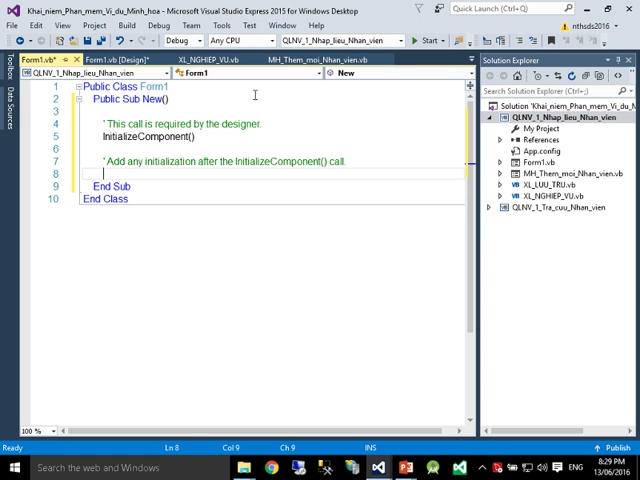 Khai_niem_Phan_mem_Vi_du_Minh_hoa - Microsoft Visual Studio Express 2015 for Windows Desktop
Quick Launch (Ctrl+Q)
File Edit View Project Build Debug Team Tools Test Window Help
nthsds2016
Debug Any CPU QLNV_1_Nhap_lieu_Nhan_vien Start
Toolbox
Data Sources
Form1.vb* Form1.vb [Design]* XL_NGHIEP_VU.vb MH_Them_moi_Nhan_vien.vb
QLNV_1_Nhap_lieu_Nhan_vien Form1 New
1 Public Class Form1
2 Public Sub New()
3
4 ' This call is required by the designer.
5 InitializeComponent()
6
7 ' Add any initialization after the InitializeComponent() call.
8
9 End Sub
10 End Class
100 %
Solution Explorer
Search Solution Explorer (Ctrl+;)
Solution 'Khai_niem_Phan_mem_Vi_du_Minh
QLNV_1_Nhap_lieu_Nhan_vien
My Project
References
App.config
Form1.vb
MH_Them_moi_Nhan_vien.vb
XL_LUU_TRU.vb
XL_NGHIEP_VU.vb
QLNV_1_Tra_cuu_Nhan_vien
Ready Ln 8 Col 9 Ch 9 INS Publish
Search the web and Windows
ENG
8:29 PM
13/06/2016